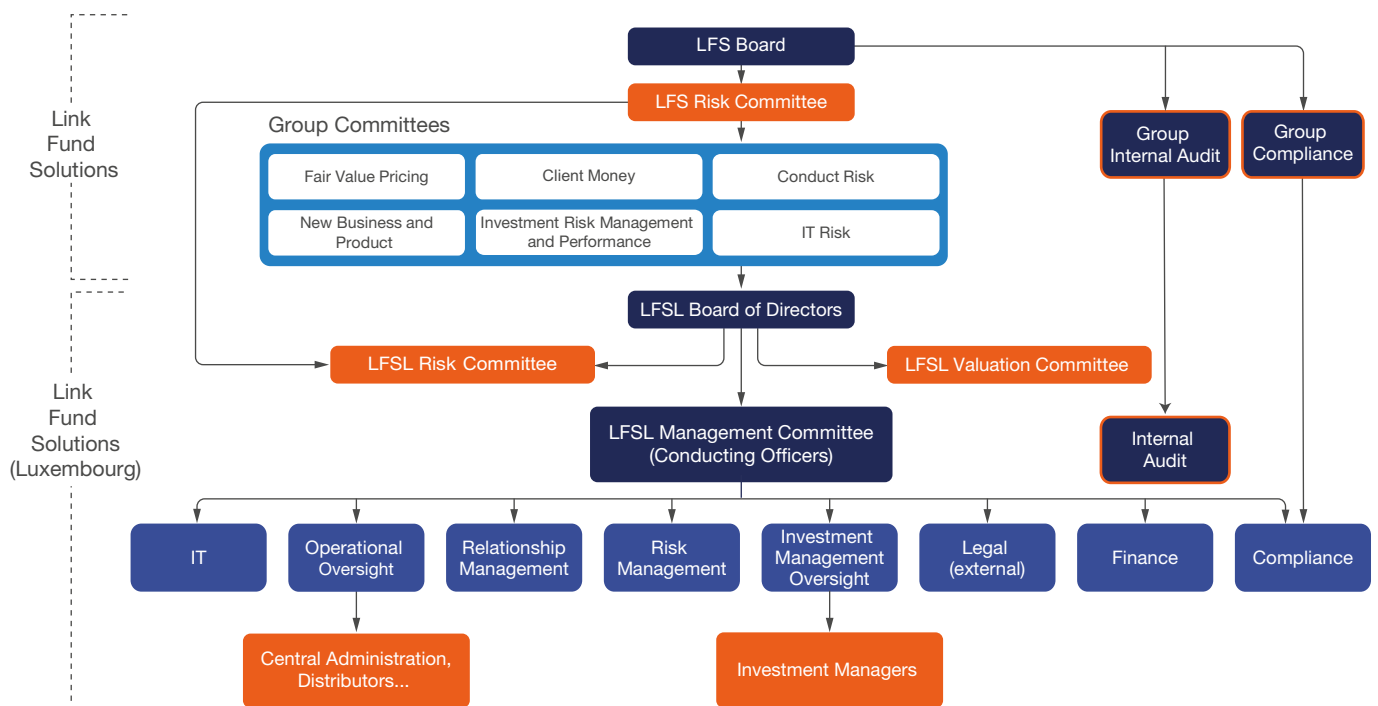 LFS Board
LFS Risk Committee
Link
Fund
Solutions
Group Committees
Fair Value Pricing
Client Money
Conduct Risk
New Business and
Product
Investment Risk Management
and Performance
IT Risk
Group
Internal Audit
Group
Compliance
LFSL Board of Directors
LFSL Risk Committee
LFSL Valuation Committee
Link
Fund
Solutions
(Luxembourg)
LFSL Management Committee
(Conducting Officers)
Internal
Audit
IT
Operational
Oversight
Relationship
Management
Risk
Management
Investment
Management
Oversight
Legal
(external)
Finance
Compliance
Central Administration,
Distributors...
Investment Managers